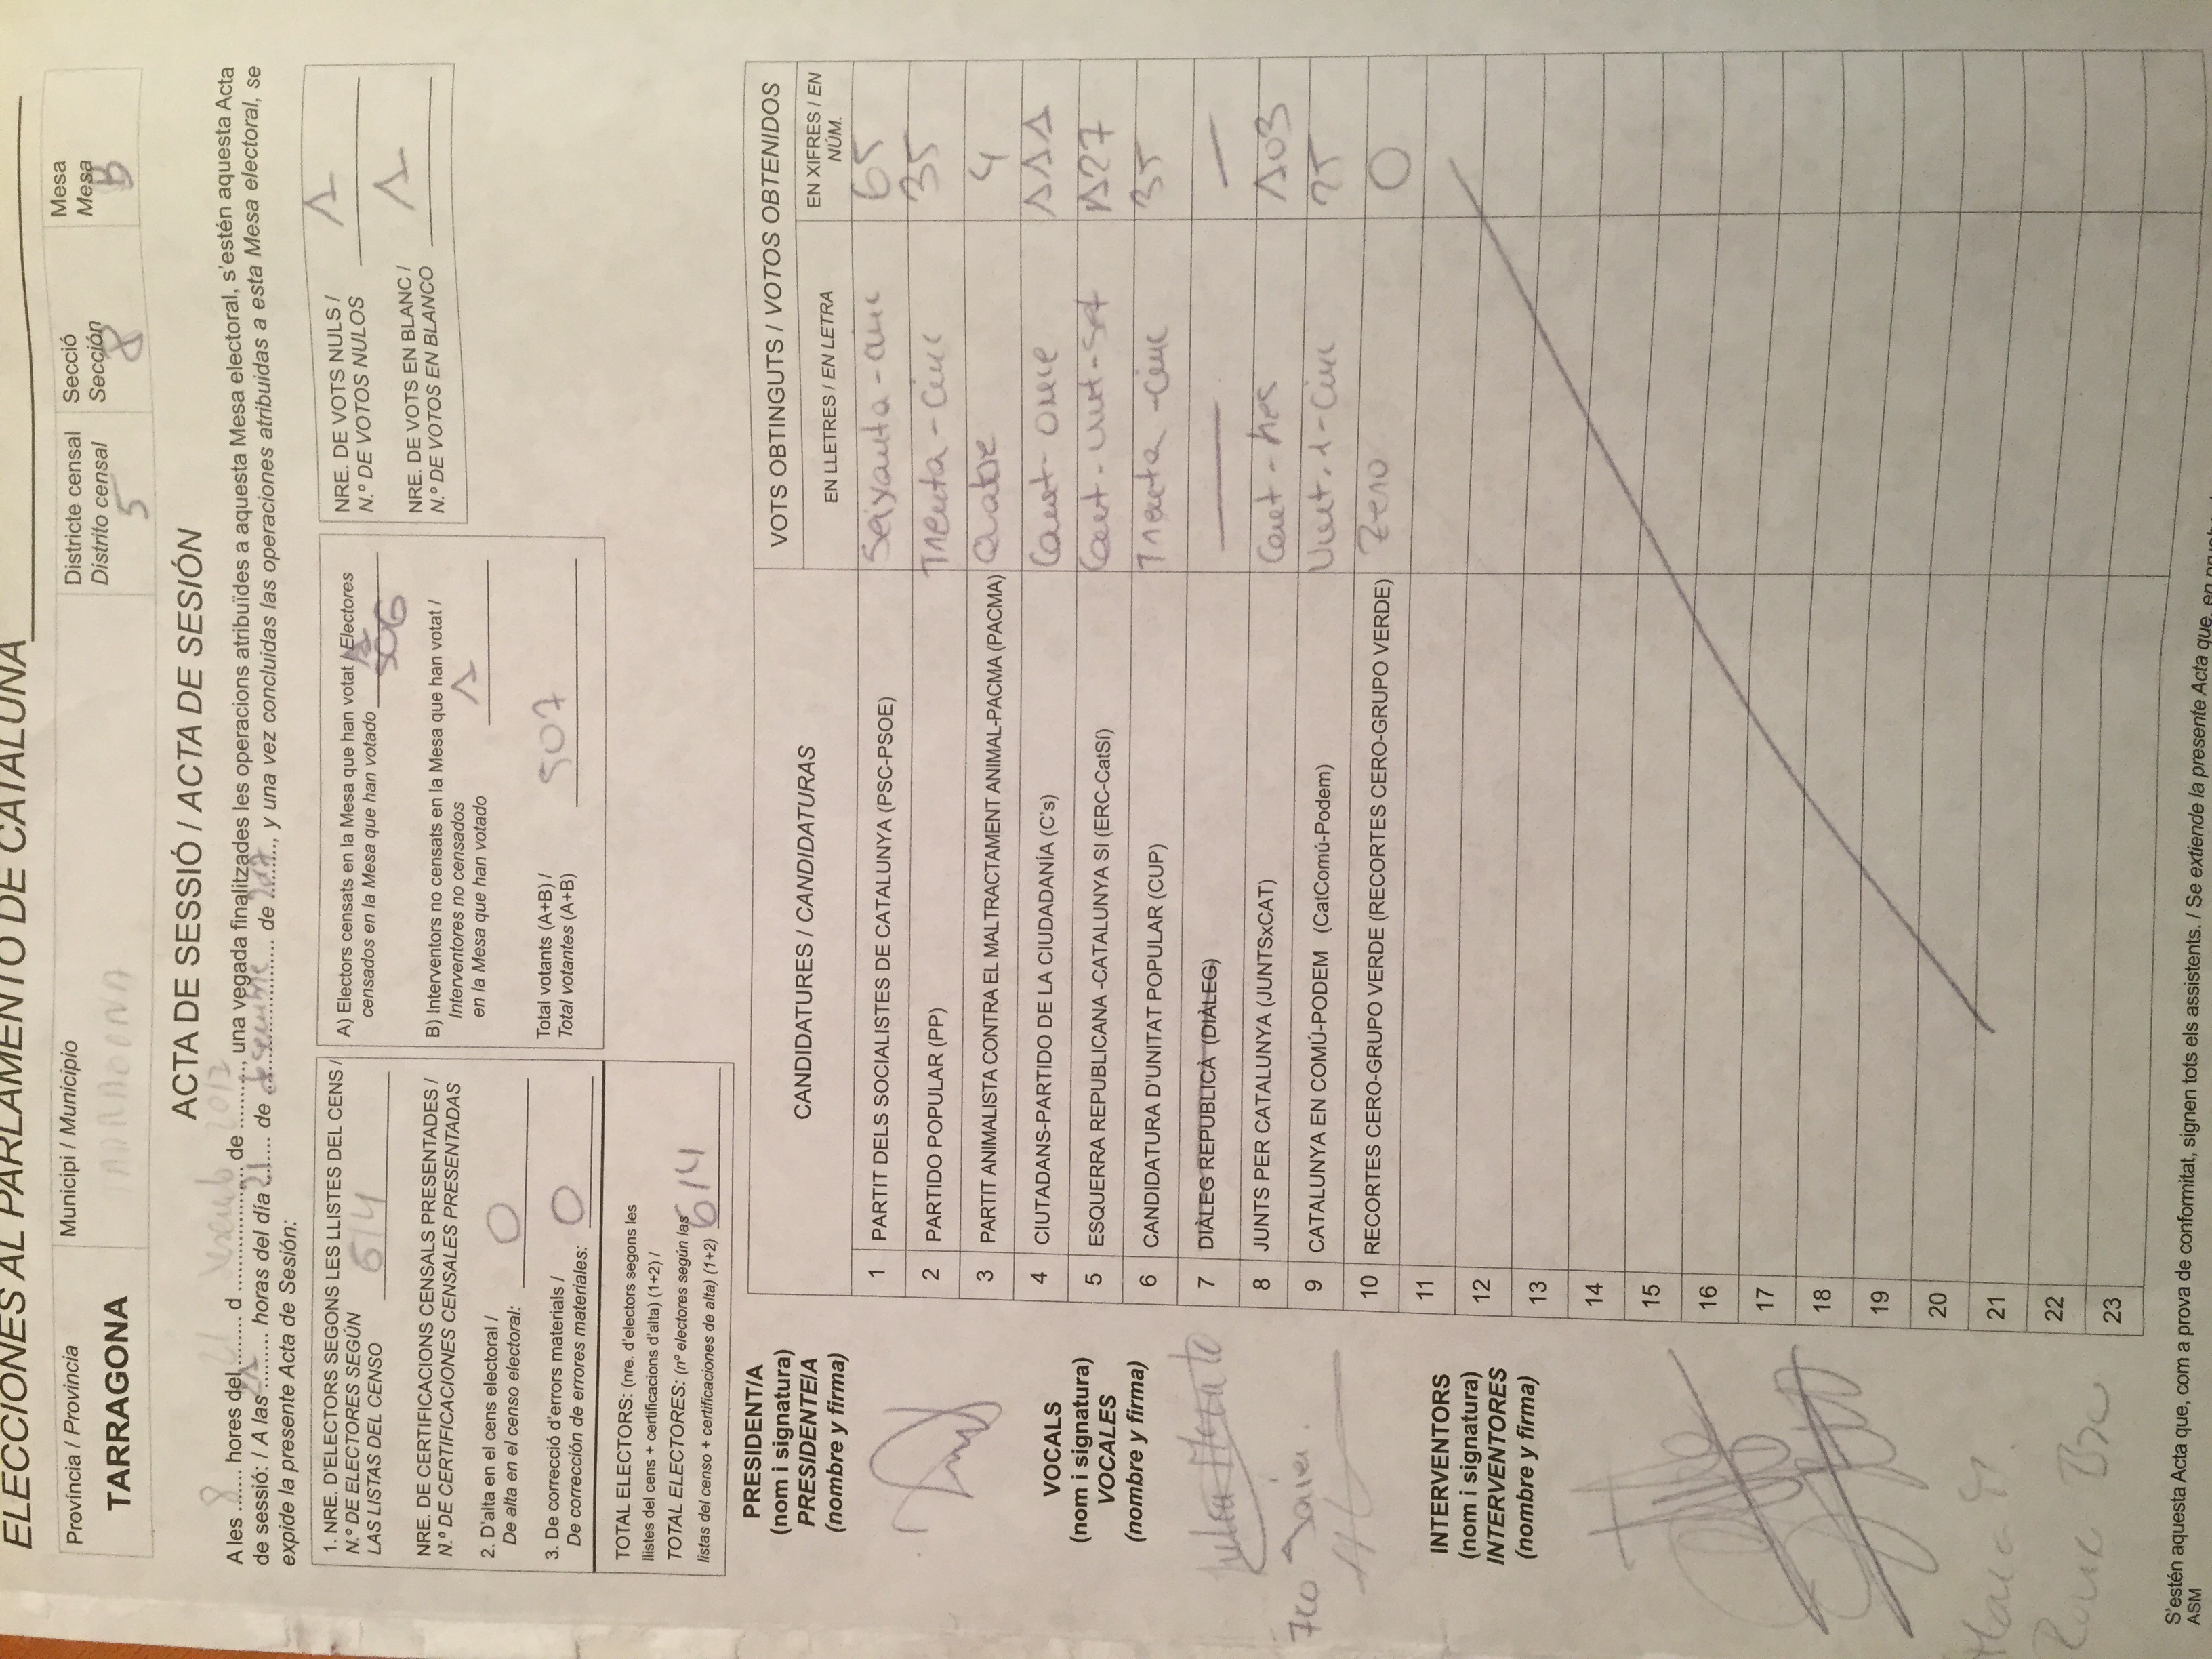 ELECCIONES AL PARLAMENTO DE CATALUÑA
Província / Provincia
TARRAGONA
Municipi / Municipio
TARRAGONA
Districte censal
Distrito censal
5
Secció
Sección
8
Mesa
Mesa
B
ACTA DE SESSIÓ / ACTA DE SESIÓN
A les 8 hores del 21 d desemb de 2017, una vegada finalitzades les operacions atribuïdes a aquesta Mesa electoral, s'estén aquesta Acta
de sessió: / A las 21 horas del día 21 de desembre de 2017, y una vez concluidas las operaciones atribuidas a esta Mesa electoral, se
expide la presente Acta de Sesión:
1. NRE. D'ELECTORS SEGONS LES LLISTES DEL CENS /
N.º DE ELECTORES SEGÚN
LAS LISTAS DEL CENSO 614
NRE. DE CERTIFICACIONS CENSALS PRESENTADES /
N.º DE CERTIFICACIONES CENSALES PRESENTADAS
2. D'alta en el cens electoral /
De alta en el censo electoral: 0
3. De correcció d'errors materials /
De corrección de errores materiales: 0
TOTAL ELECTORS: (nre. d'electors segons les
llistes del cens + certificacions d'alta) (1+2) /
TOTAL ELECTORES: (nº electores según las
listas del censo + certificaciones de alta) (1+2) 614
A) Electors censats en la Mesa que han votat / Electores
censados en la Mesa que han votado
506
B) Interventors no censats en la Mesa que han votat /
Interventores no censados
en la Mesa que han votado 1
Total votants (A+B) /
Total votantes (A+B) 507
NRE. DE VOTS NULS /
N.º DE VOTOS NULOS 1
NRE. DE VOTS EN BLANC /
N.º DE VOTOS EN BLANCO 1
PRESIDENT/A
(nom i signatura)
PRESIDENTE/A
(nombre y firma)
VOCALS
(nom i signatura)
VOCALES
(nombre y firma)
Fco Javier.
INTERVENTORS
(nom i signatura)
INTERVENTORES
(nombre y firma)
CANDIDATURES / CANDIDATURAS
VOTS OBTINGUTS / VOTOS OBTENIDOS
EN LLETRES / EN LETRA
EN XIFRES / EN
NÚM.
1 PARTIT DELS SOCIALISTES DE CATALUNYA (PSC-PSOE) Seixanta-cinc 65
2 PARTIDO POPULAR (PP) Trenta-Cinc 35
3 PARTIT ANIMALISTA CONTRA EL MALTRACTAMENT ANIMAL-PACMA (PACMA) Quatre 4
4 CIUTADANS-PARTIDO DE LA CIUDADANÍA (C's) Cent-onze 111
5 ESQUERRA REPUBLICANA -CATALUNYA SI (ERC-CatSí) Cent-vint-set 127
6 CANDIDATURA D'UNITAT POPULAR (CUP) Trenta-cinc 35
7 DIÀLEG REPUBLICÀ (DIÀLEG)
8 JUNTS PER CATALUNYA (JUNTSxCAT) Cent-tres 103
9 CATALUNYA EN COMÚ-PODEM (CatComú-Podem) Vint-i-Cinc 25
10 RECORTES CERO-GRUPO VERDE (RECORTES CERO-GRUPO VERDE) Zero 0
11
12
13
14
15
16
17
18
19
20
21
22
23
S'estén aquesta Acta que, com a prova de conformitat, signen tots els assistents. / Se extiende la presente Acta que, en
ASM